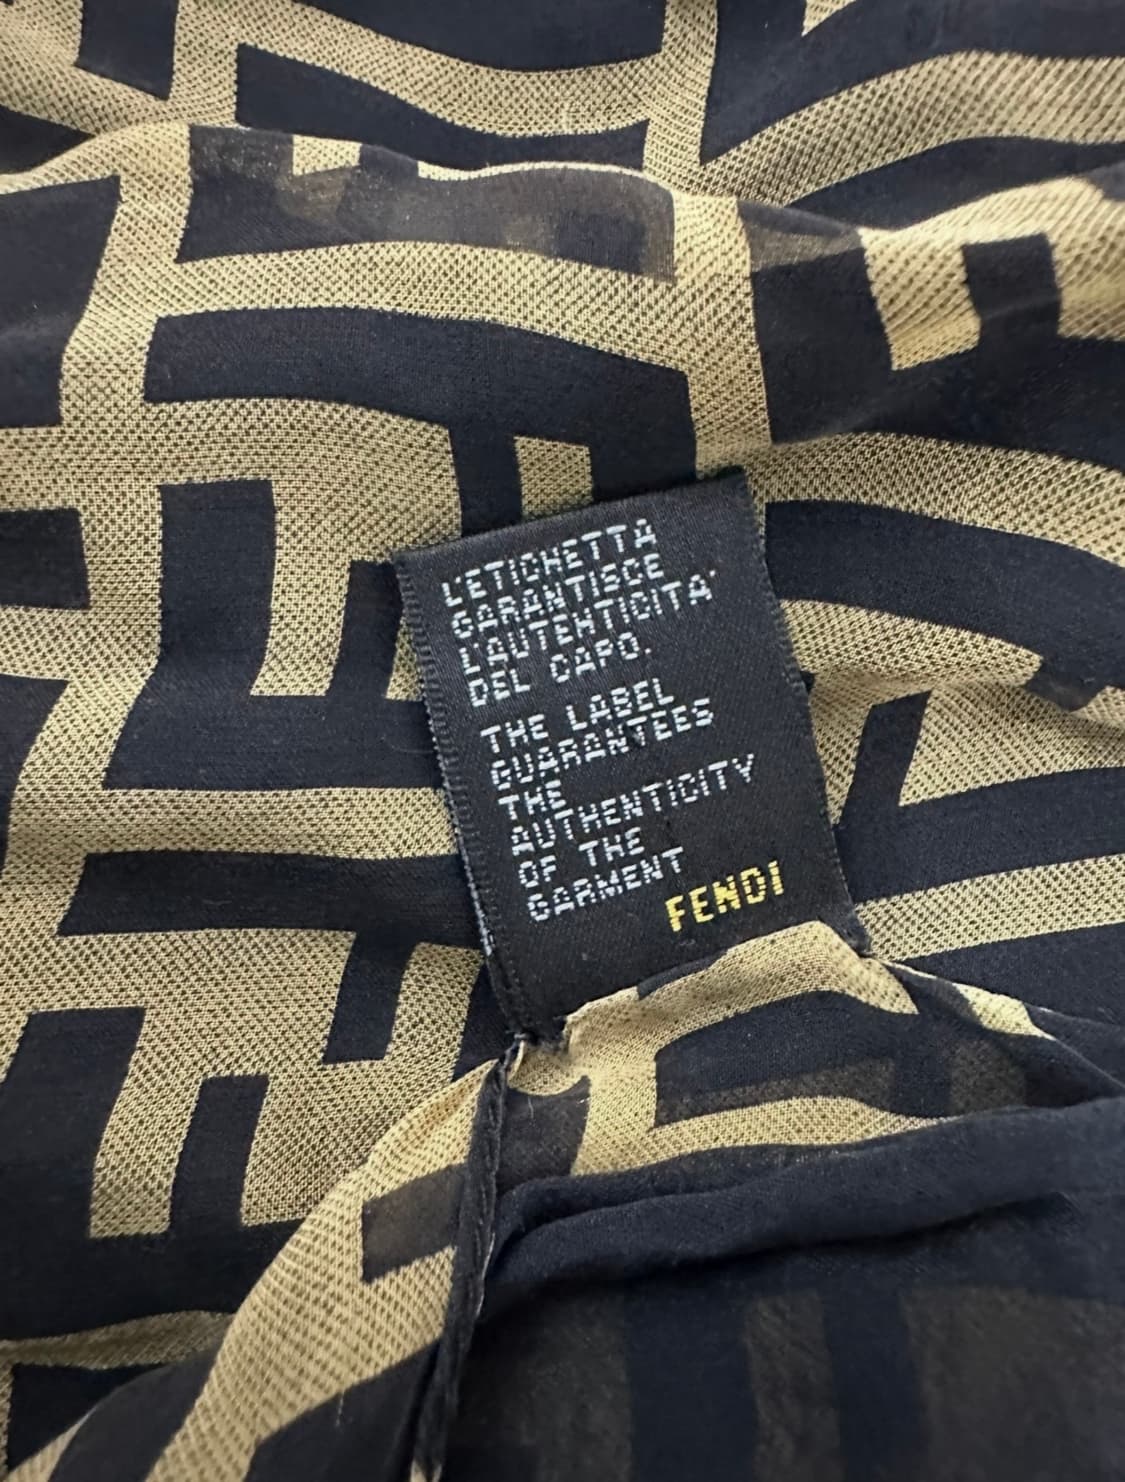 L'ETICHETTA
GARANTISCE
L'AUTENTICITA'
DEL CAPO.
THE LABEL
GUARANTEES
THE
AUTHENTICITY
OF THE
GARMENT
FENDI